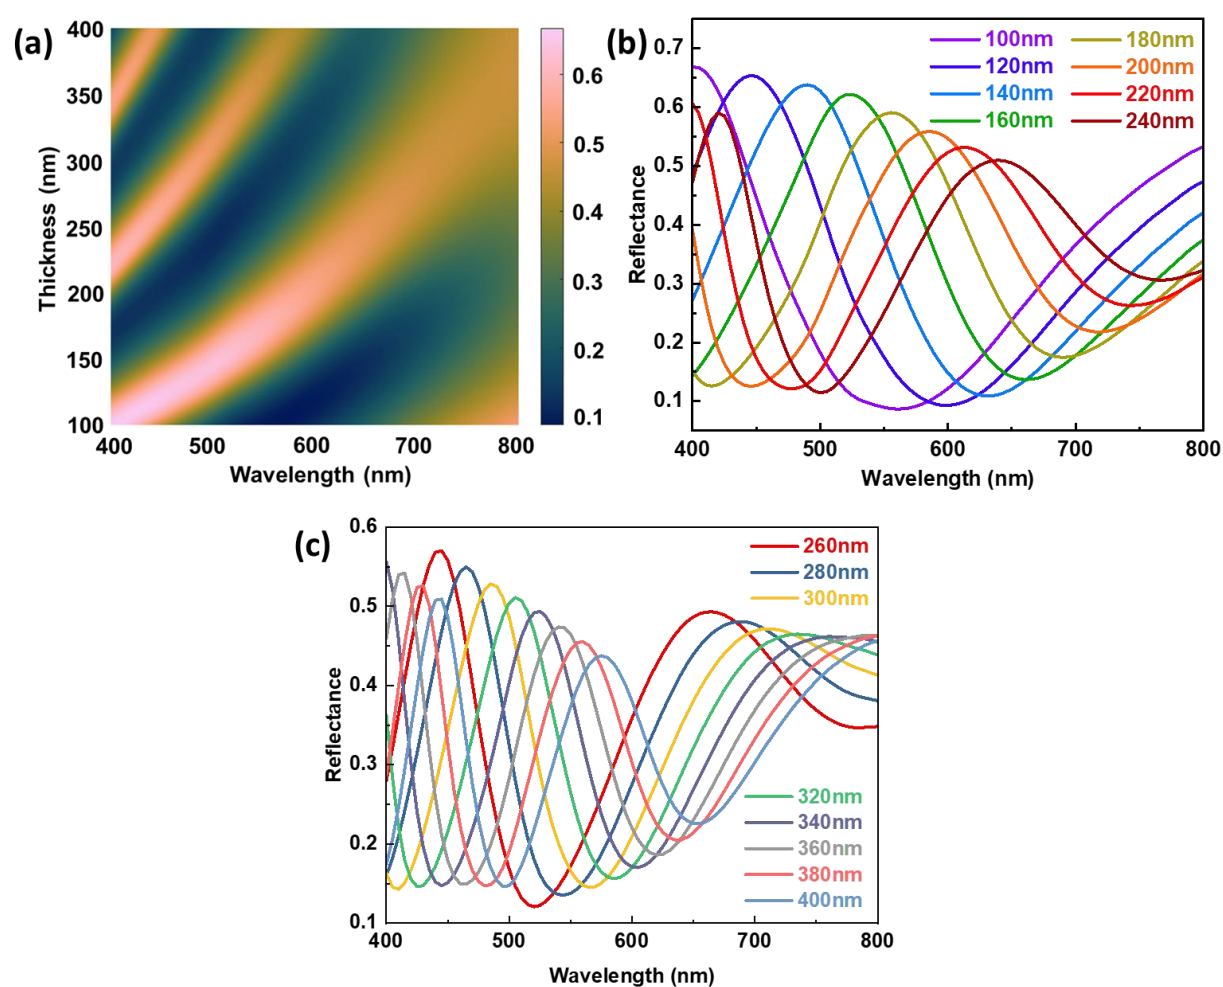 (a)
400
350
300
250
200
150
100
Thickness (nm)
400 500 600 700 800
Wavelength (nm)
0.6
0.5
0.4
0.3
0.2
0.1
(b)
0.7
0.6
0.5
0.4
0.3
0.2
0.1
Reflectance
100nm 180nm
120nm 200nm
140nm 220nm
160nm 240nm
400 500 600 700 800
Wavelength (nm)
(c)
0.6
0.5
0.4
0.3
0.2
0.1
Reflectance
260nm
280nm
300nm
320nm
340nm
360nm
380nm
400nm
400 500 600 700 800
Wavelength (nm)